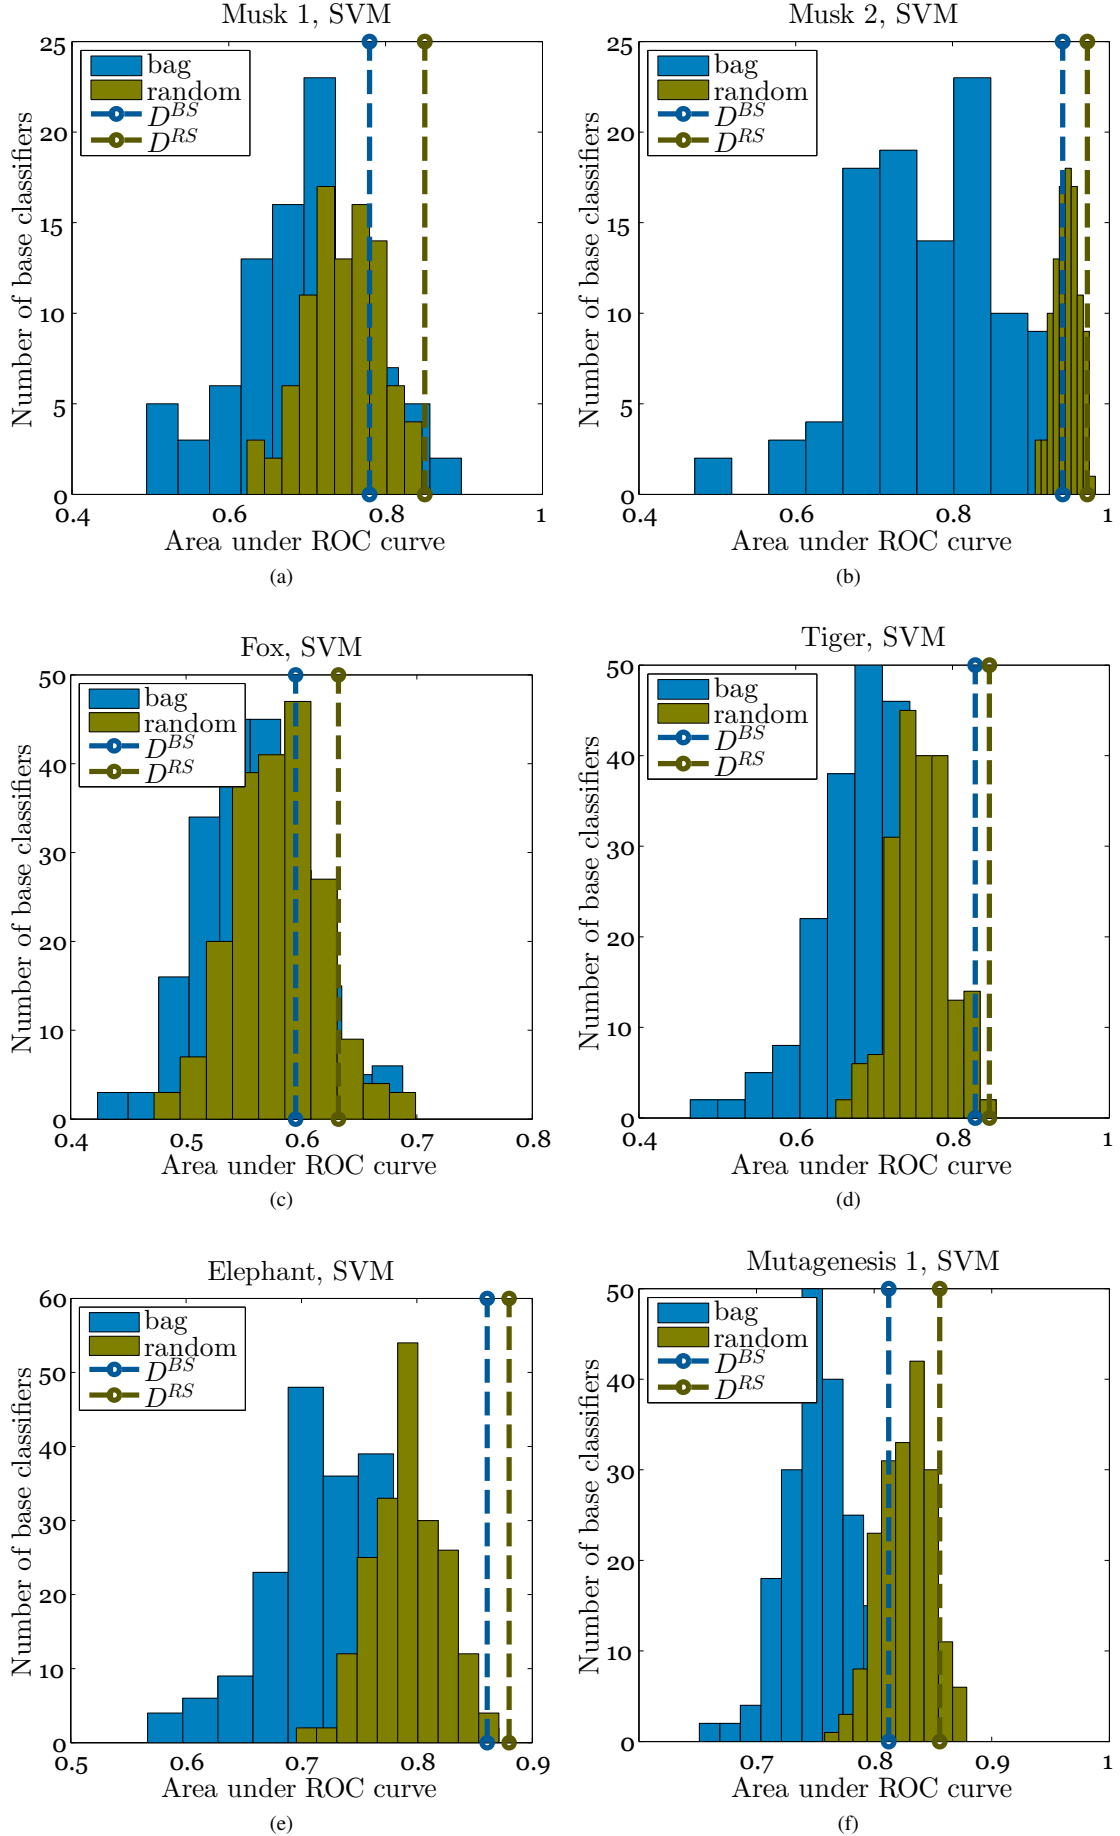 Musk 1, SVM
25
20
15
10
5
0
0.4 0.6 0.8 1
Number of base classifiers
Area under ROC curve
bag
random
D^BS
D^RS
(a)
Musk 2, SVM
25
20
15
10
5
0
0.4 0.6 0.8 1
Number of base classifiers
Area under ROC curve
bag
random
D^BS
D^RS
(b)
Fox, SVM
50
40
30
20
10
0
0.4 0.5 0.6 0.7 0.8
Number of base classifiers
Area under ROC curve
bag
random
D^BS
D^RS
(c)
Tiger, SVM
50
40
30
20
10
0
0.4 0.6 0.8 1
Number of base classifiers
Area under ROC curve
bag
random
D^BS
D^RS
(d)
Elephant, SVM
60
50
40
30
20
10
0
0.5 0.6 0.7 0.8 0.9
Number of base classifiers
Area under ROC curve
bag
random
D^BS
D^RS
(e)
Mutagenesis 1, SVM
50
40
30
20
10
0
0.7 0.8 0.9 1
Number of base classifiers
Area under ROC curve
bag
random
D^BS
D^RS
(f)